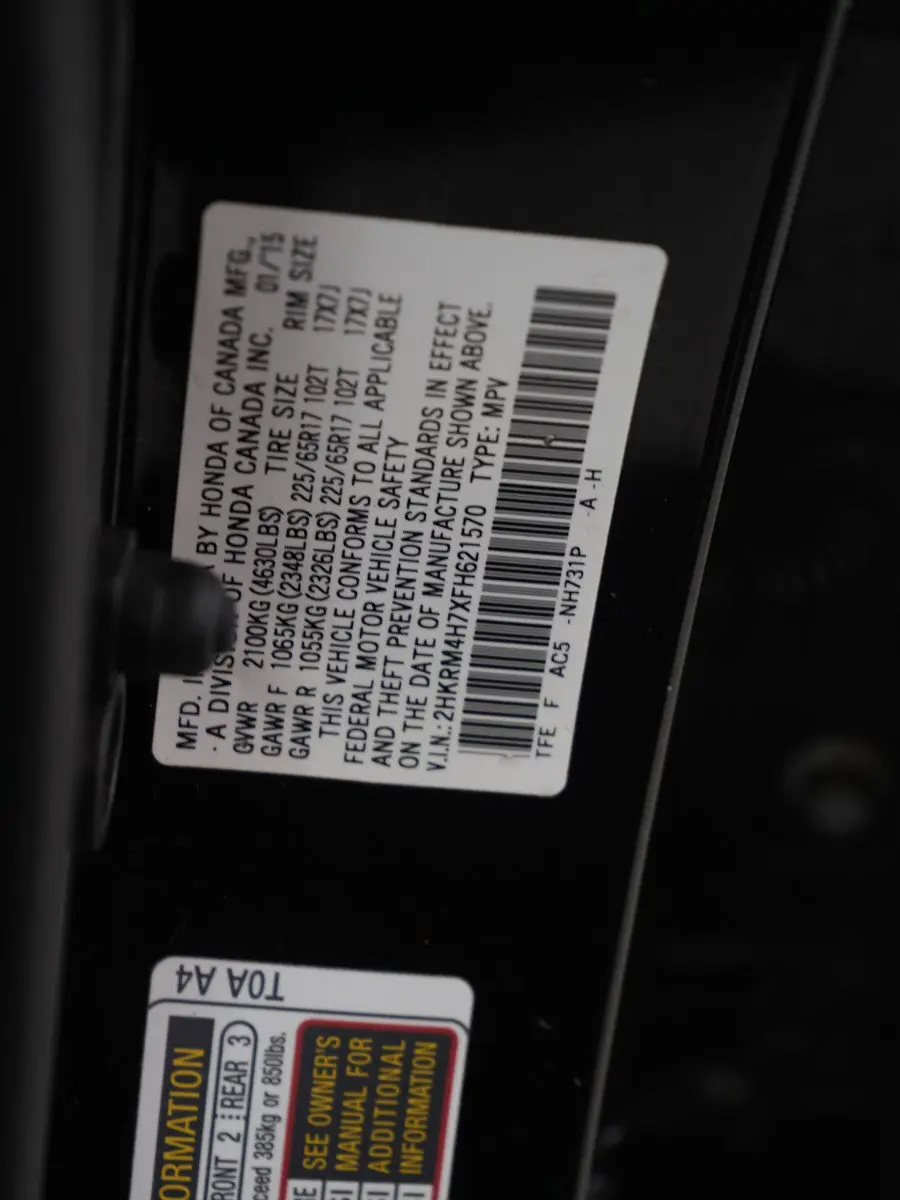 MFD. BY HONDA OF CANADA MFG.,
A DIVIS OF HONDA CANADA INC. 01/'15
GVWR 2100KG(4630LBS) TIRE SIZE RIM SIZE
GAWR F 1065KG(2348LBS) 225/65R17 102T 17X7J
GAWR R 1055KG(2326LBS) 225/65R17 102T 17X7J
THIS VEHICLE CONFORMS TO ALL APPLICABLE
FEDERAL MOTOR VEHICLE SAFETY
AND THEFT PREVENTION STANDARDS IN EFFECT
ON THE DATE OF MANUFACTURE SHOWN ABOVE.
V.I.N.:2HKRM4H7XFH621570 TYPE: MPV
TFE F AC5 -NH731P -A -H
T0A A4
ORMATION
RONT 2 REAR 3
ceed 385kg or 850lbs.
SEE OWNER'S
MANUAL FOR
ADDITIONAL
INFORMATION